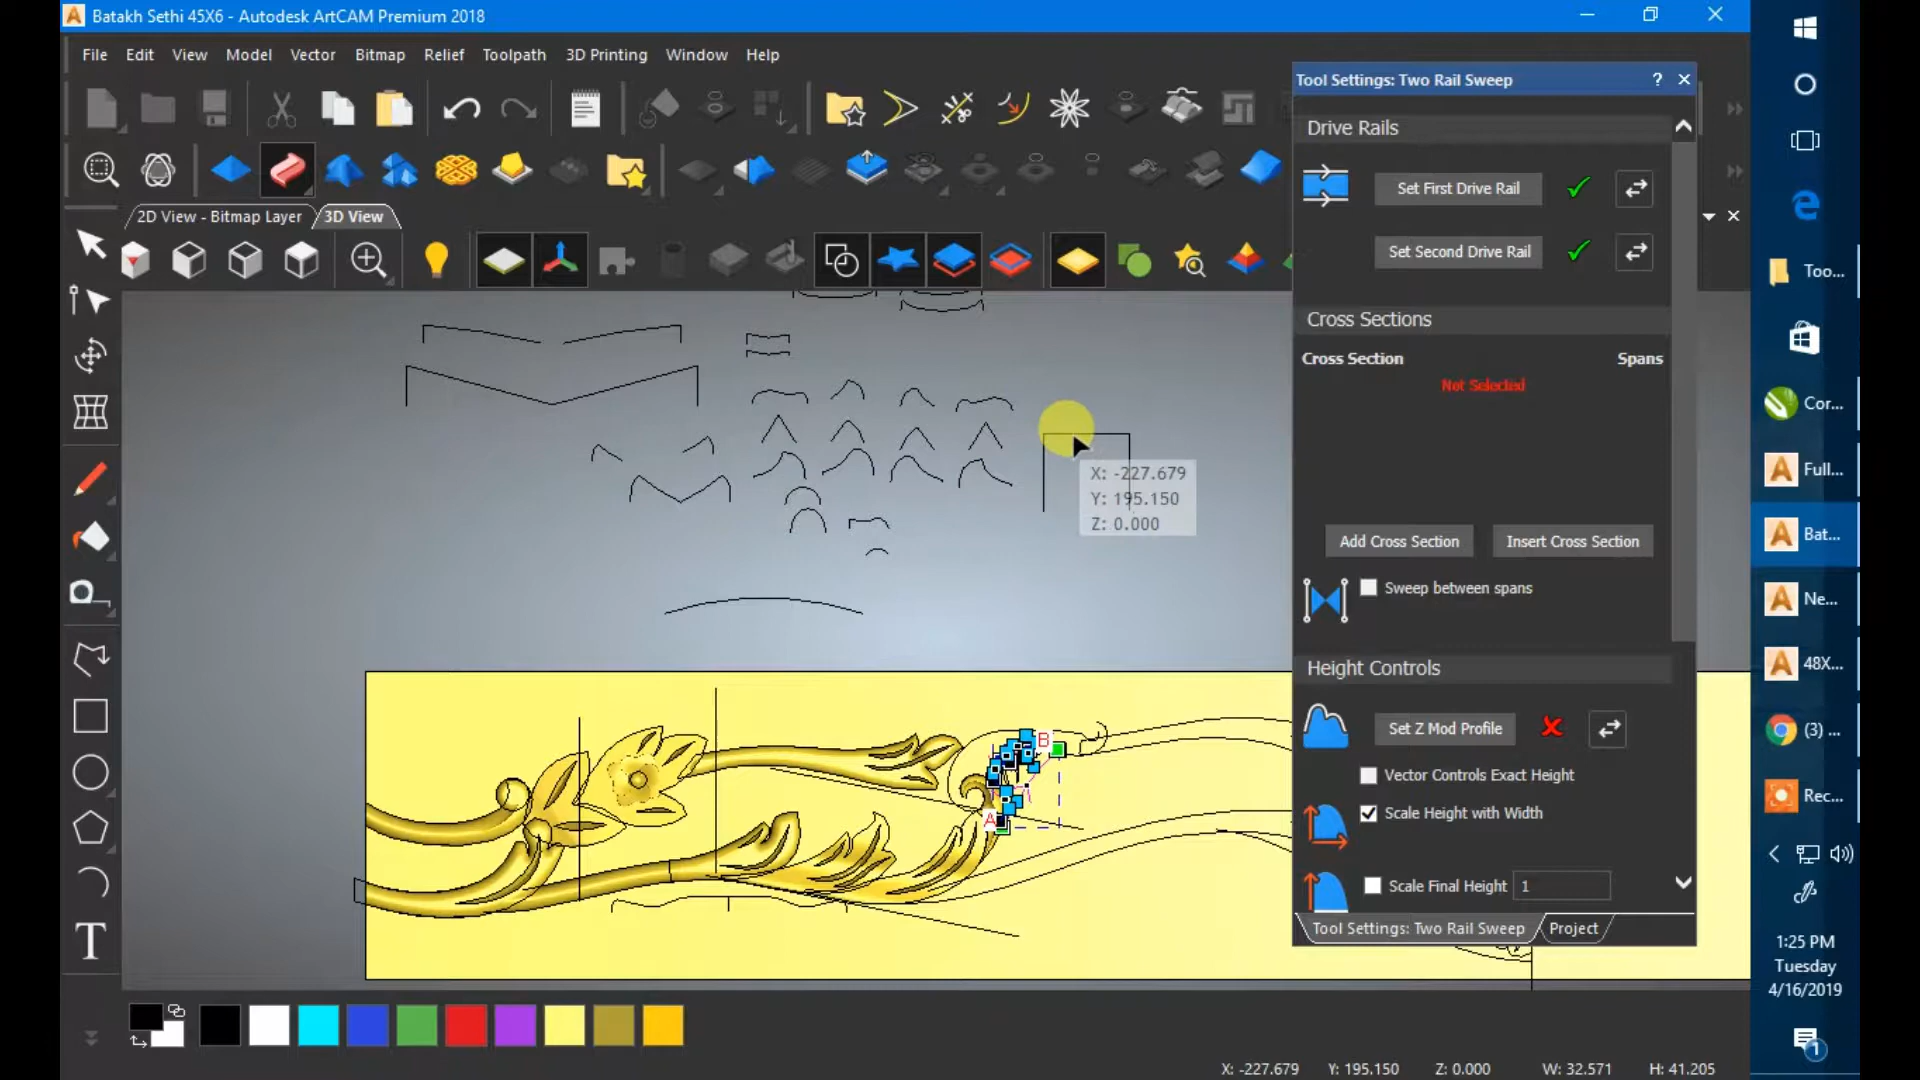 Batakh Sethi 45X6 - Autodesk ArtCAM Premium 2018
File Edit View Model Vector Bitmap Relief Toolpath 3D Printing Window Help
Tool Settings: Two Rail Sweep
?
Drive Rails
Set First Drive Rail
Set Second Drive Rail
2D View - Bitmap Layer
3D View
Cross Sections
Cross Section Spans
Not Selected
X: -227.679
Y: 195.150
Z: 0.000
Add Cross Section
Insert Cross Section
Sweep between spans
Height Controls
Set Z Mod Profile
Vector Controls Exact Height
Scale Height with Width
Scale Final Height 1
Tool Settings: Two Rail Sweep
Project
B
A
T
Too...
Cor...
Full...
Bat...
Ne...
48X...
(3) ...
Rec...
1:25 PM
Tuesday
4/16/2019
1
X: -227.679 Y: 195.150 Z: 0.000 W: 32.571 H: 41.205